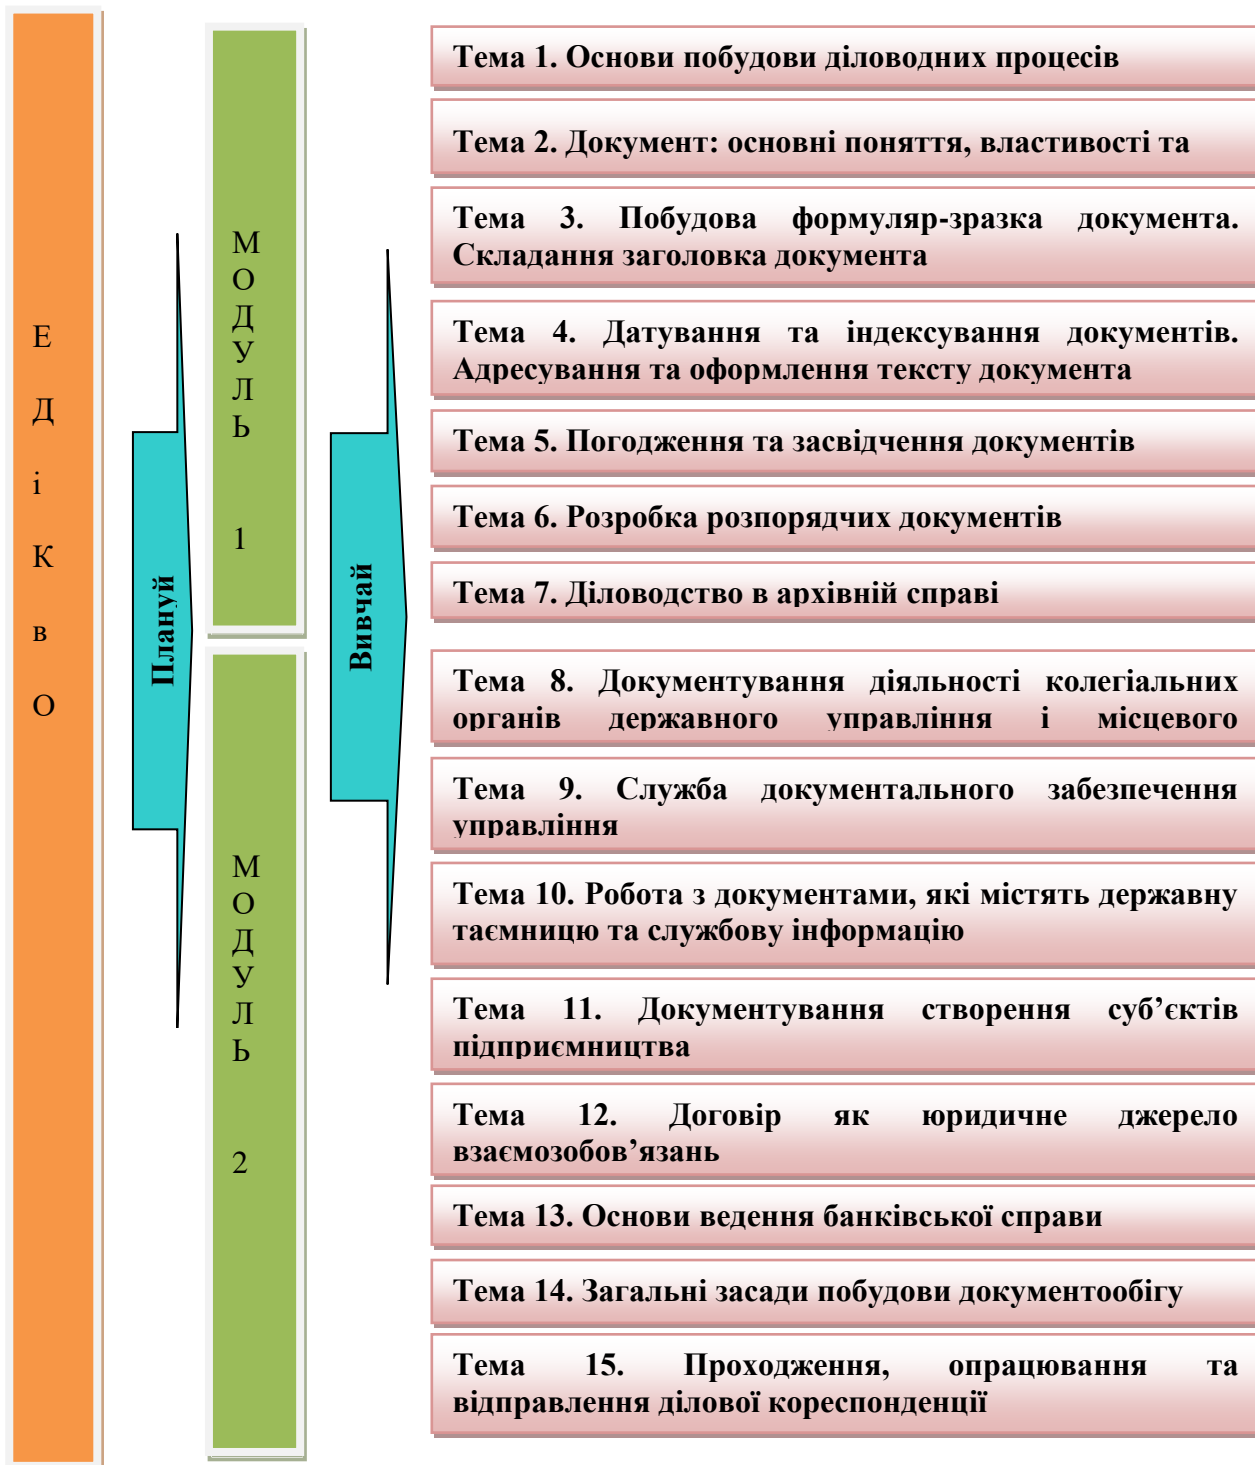 Е
Д
і
К
в
О
Плануй
М
О
Д
У
Л
Ь
1
М
О
Д
У
Л
Ь
2
Вивчай
Тема 1. Основи побудови діловодних процесів
Тема 2. Документ: основні поняття, властивості та
Тема 3. Побудова формуляр-зразка документа.
Складання заголовка документа
Тема 4. Датування та індексування документів.
Адресування та оформлення тексту документа
Тема 5. Погодження та засвідчення документів
Тема 6. Розробка розпорядчих документів
Тема 7. Діловодство в архівній справі
Тема 8. Документування діяльності колегіальних
органів державного управління і місцевого
Тема 9. Служба документального забезпечення
управління
Тема 10. Робота з документами, які містять державну
таємницю та службову інформацію
Тема 11. Документування створення суб’єктів
підприємництва
Тема 12. Договір як юридичне джерело
взаємозобов’язань
Тема 13. Основи ведення банківської справи
Тема 14. Загальні засади побудови документообігу
Тема 15. Проходження, опрацювання та
відправлення ділової кореспонденції